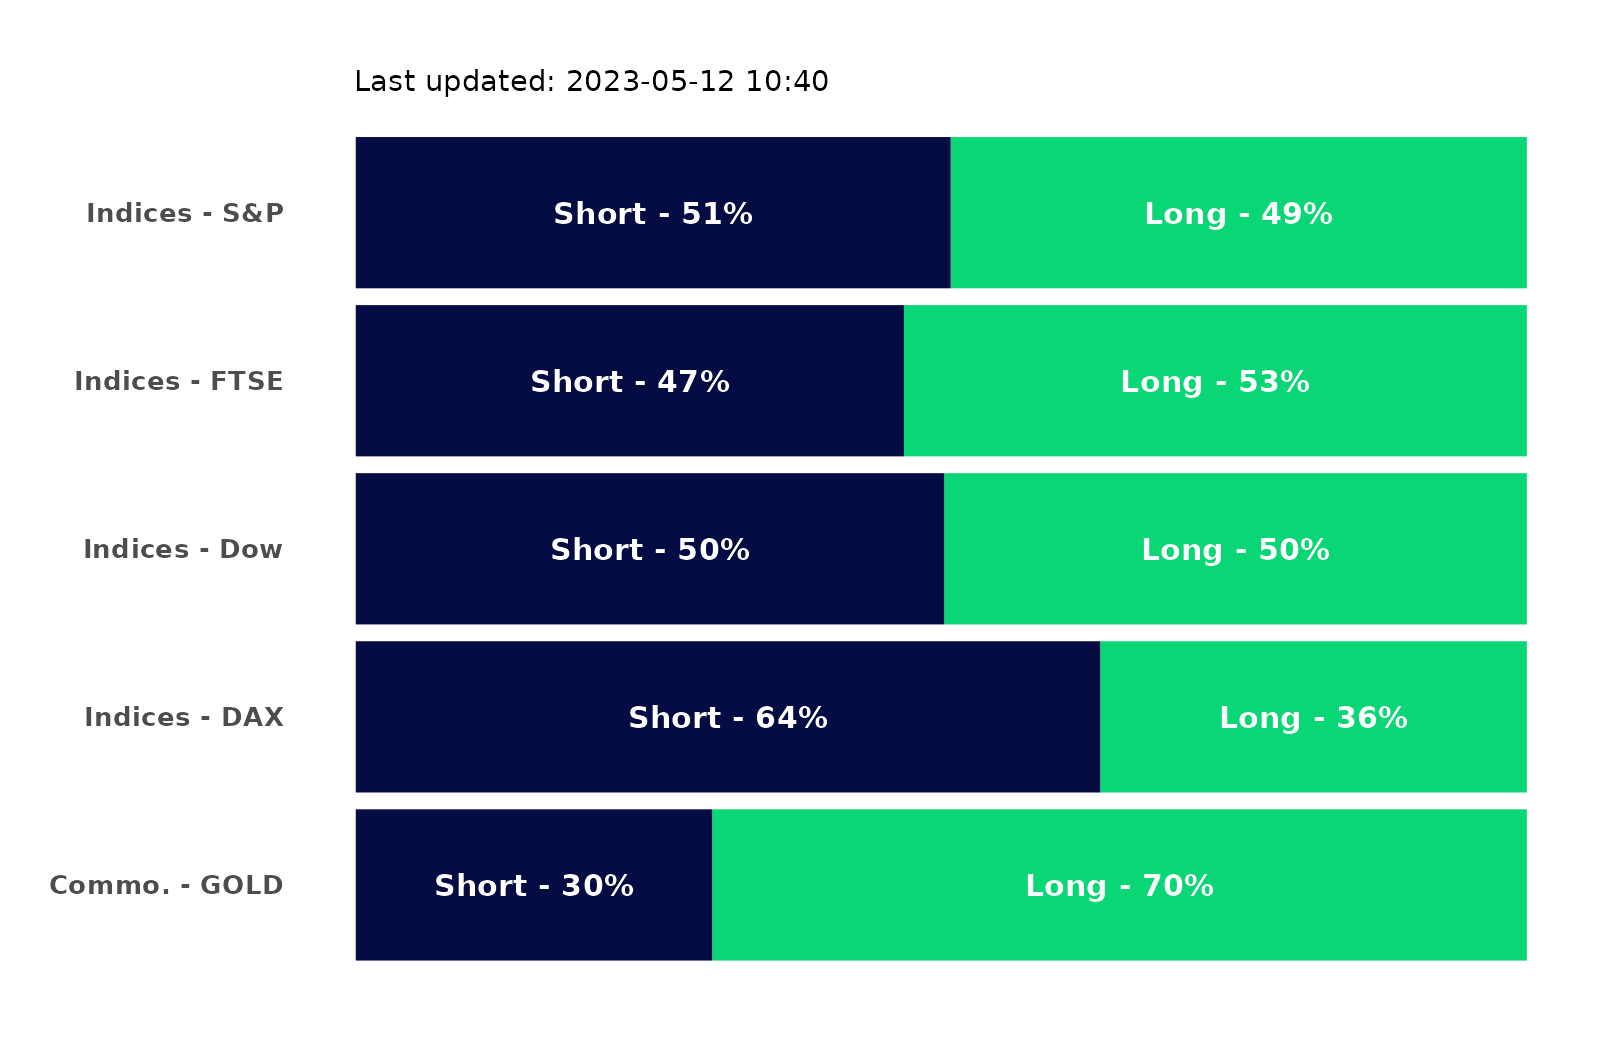 Last updated: 2023-05-12 10:40
Indices - S&P Short - 51% Long - 49%
Indices - FTSE Short - 47% Long - 53%
Indices - Dow Short - 50% Long - 50%
Indices - DAX Short - 64% Long - 36%
Commo. - GOLD Short - 30% Long - 70%